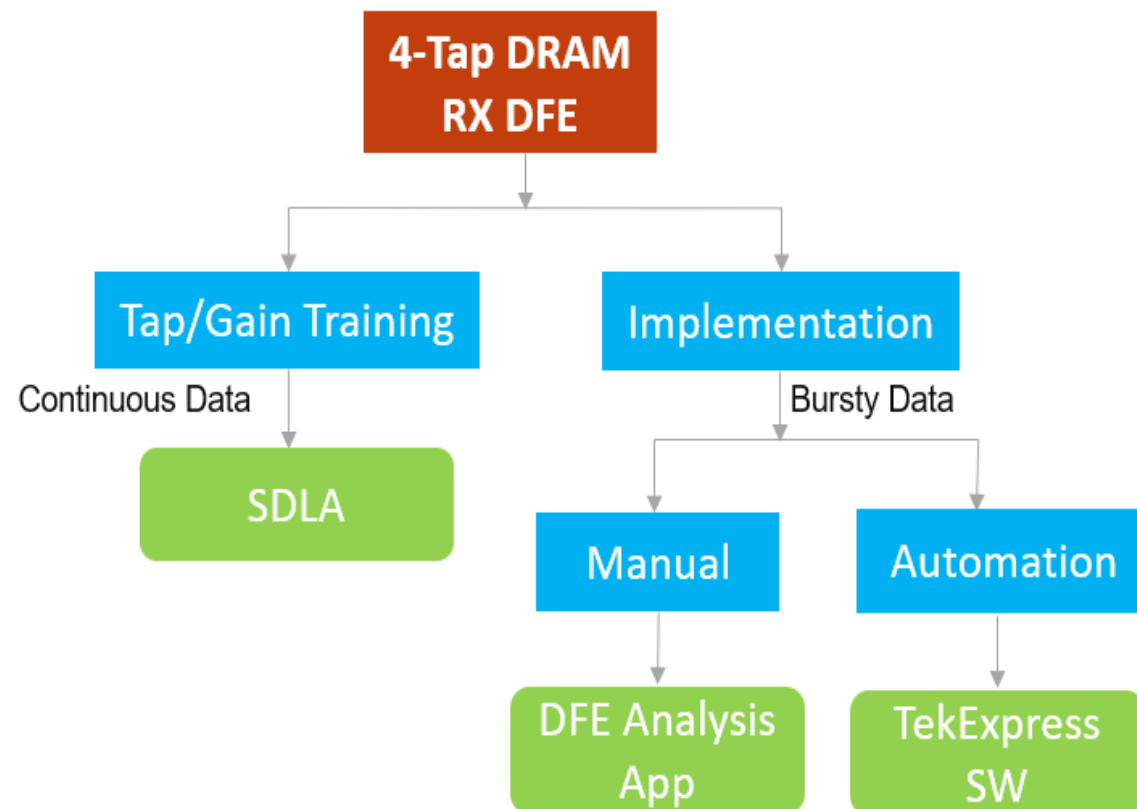 4-Tap DRAM
RX DFE
Tap/Gain Training
Implementation
Continuous Data
Bursty Data
SDLA
Manual
Automation
DFE Analysis
App
TekExpress
SW